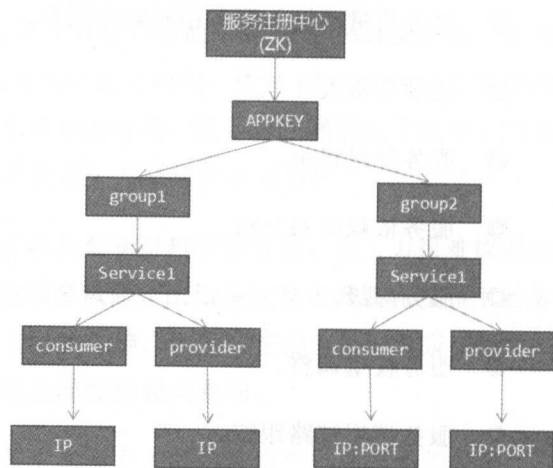 服务注册中心
(ZK)
APPKEY
group1
group2
Service1
Service1
consumer
provider
consumer
provider
IP
IP
IP:PORT
IP:PORT